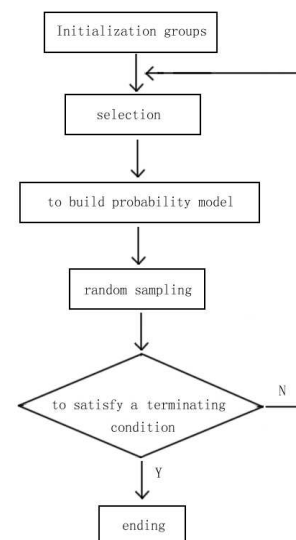 Initialization groups
selection
to build probability model
random sampling
to satisfy a terminating
condition
N
Y
ending